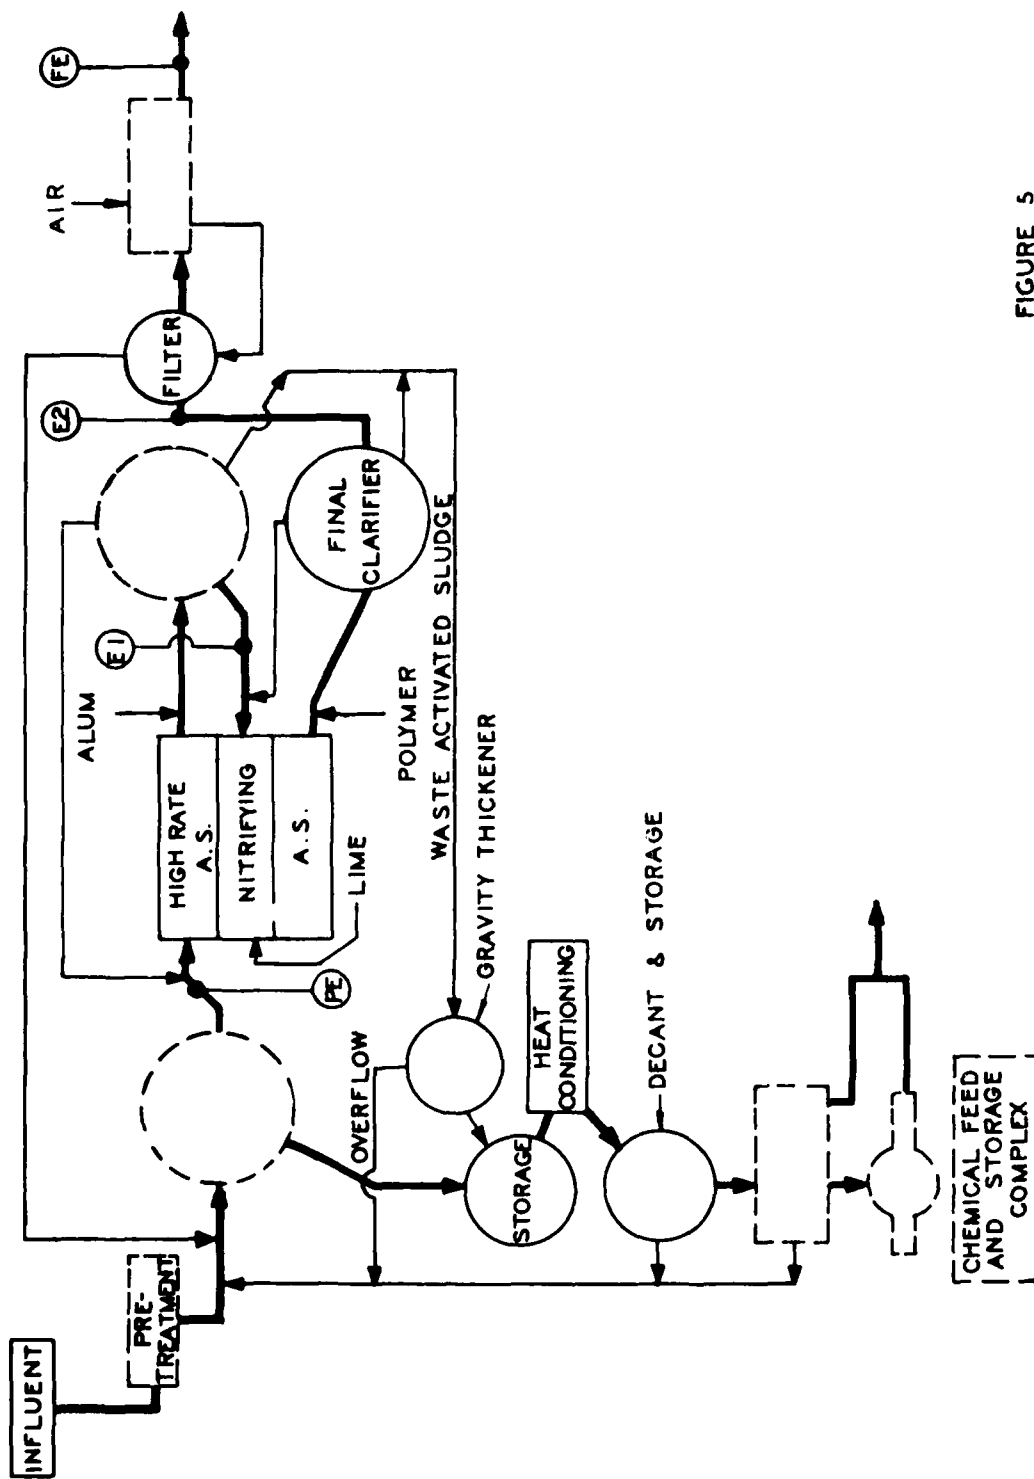 INFLUENT
PRE-
TREATMENT
PE
HIGH RATE
A.S.
NITRIFYING
A.S.
LIME
ALUM
E1
POLYMER
FINAL
CLARIFIER
E2
FILTER
AIR
FE
WASTE ACTIVATED SLUDGE
GRAVITY THICKENER
OVERFLOW
STORAGE
HEAT
CONDITIONING
DECANT & STORAGE
CHEMICAL FEED
AND STORAGE
COMPLEX
FIGURE 5